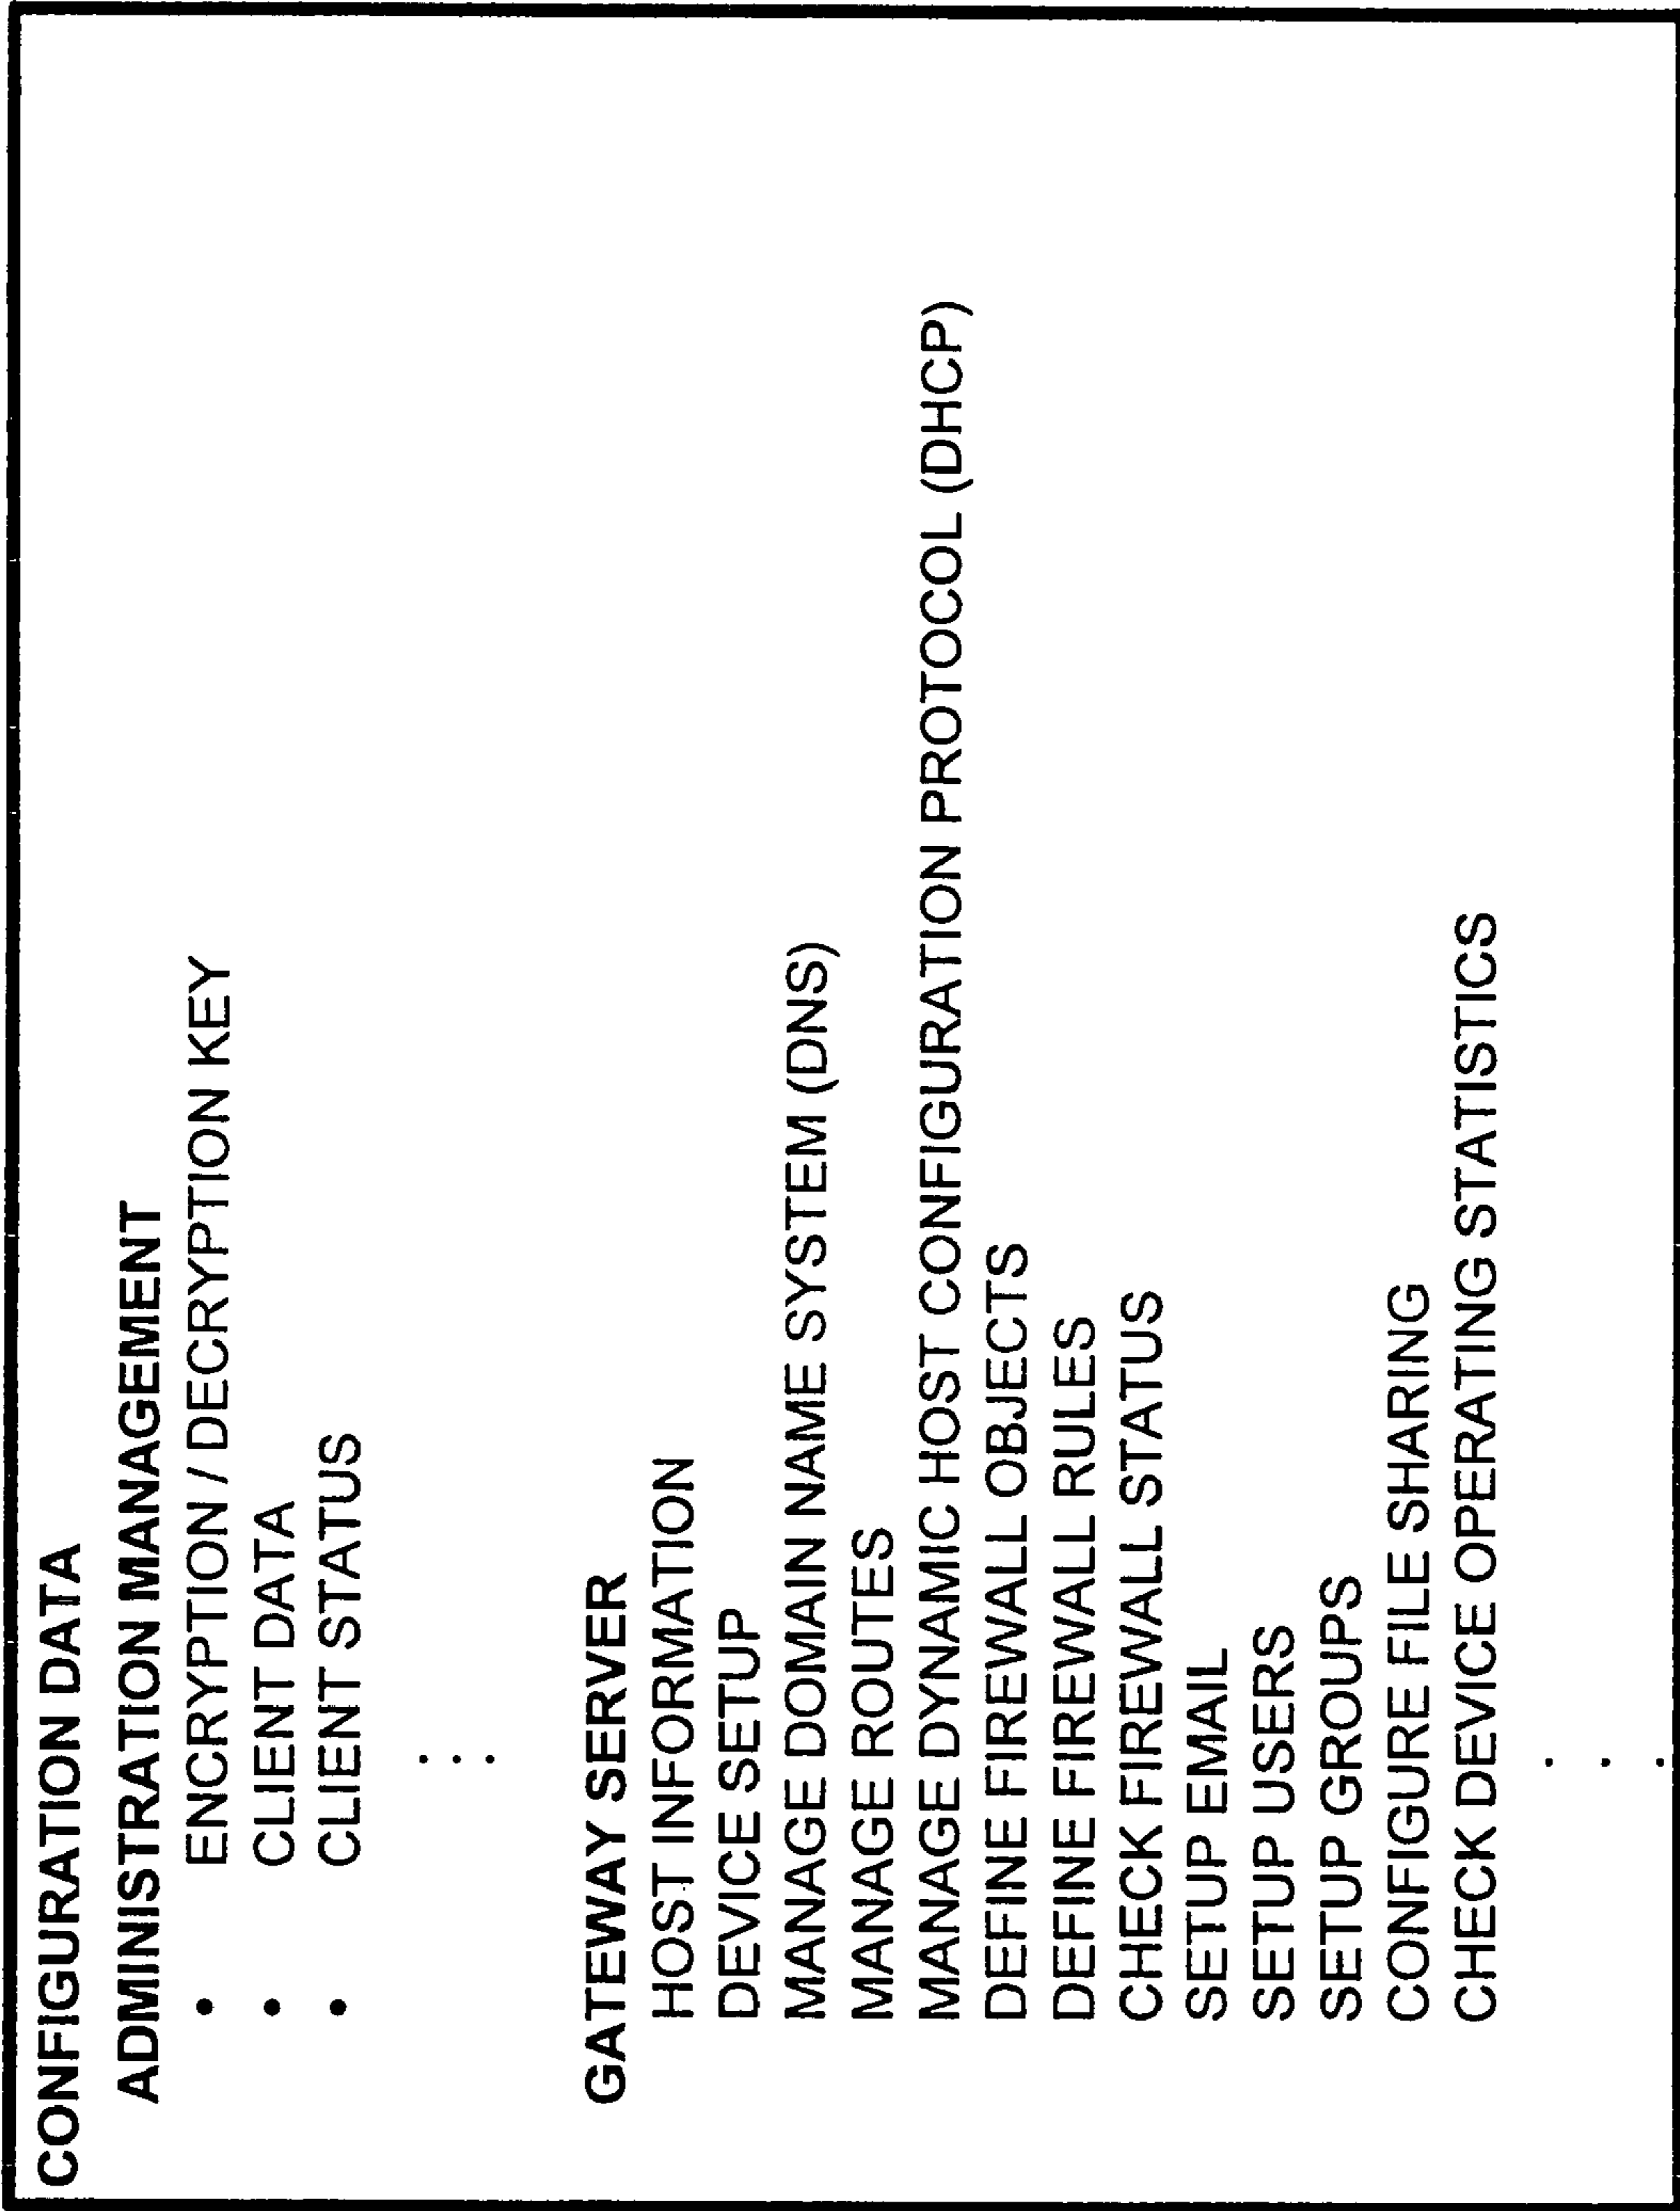 CONFIGURATION DATA
ADMINISTRATION MANAGEMENT
• ENCRYPTION / DECRYPTION KEY
• CLIENT DATA
• CLIENT STATUS
. . .
GATEWAY SERVER
HOST INFORMATION
DEVICE SETUP
MANAGE DOMAIN NAME SYSTEM (DNS)
MANAGE ROUTES
MANAGE DYNAMIC HOST CONFIGURATION PROTOCOL (DHCP)
DEFINE FIREWALL OBJECTS
DEFINE FIREWALL RULES
CHECK FIREWALL STATUS
SETUP EMAIL
SETUP USERS
SETUP GROUPS
CONFIGURE FILE SHARING
CHECK DEVICE OPERATING STATISTICS
. . .